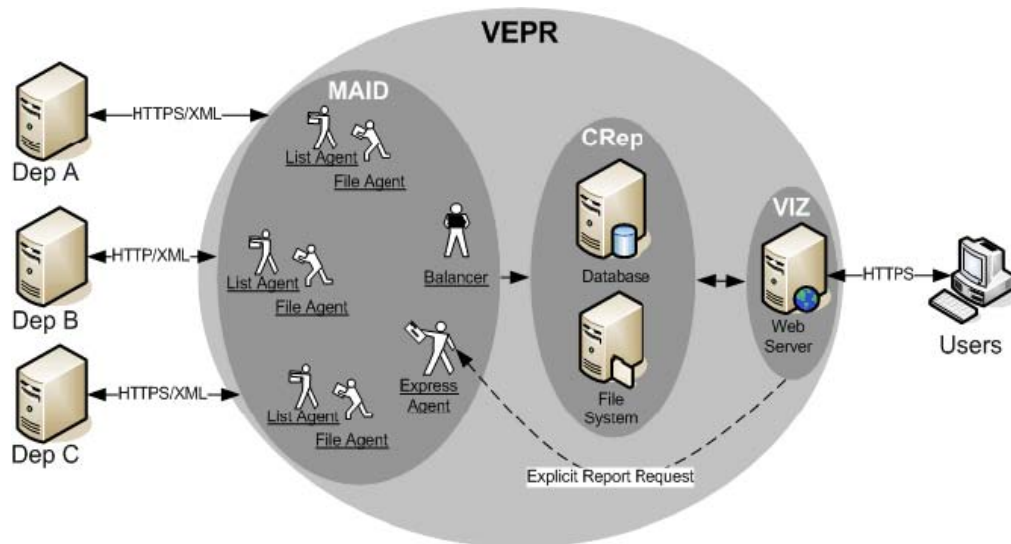 VEPR
MAID
HTTPS/XML
List Agent
File Agent
Dep A
CRep
VIZ
HTTP/XML
List Agent
File Agent
Balancer
Database
HTTPS
Dep B
Web
Server
Users
HTTPS/XML
List Agent
File Agent
Express
Agent
File
System
Dep C
Explicit Report Request